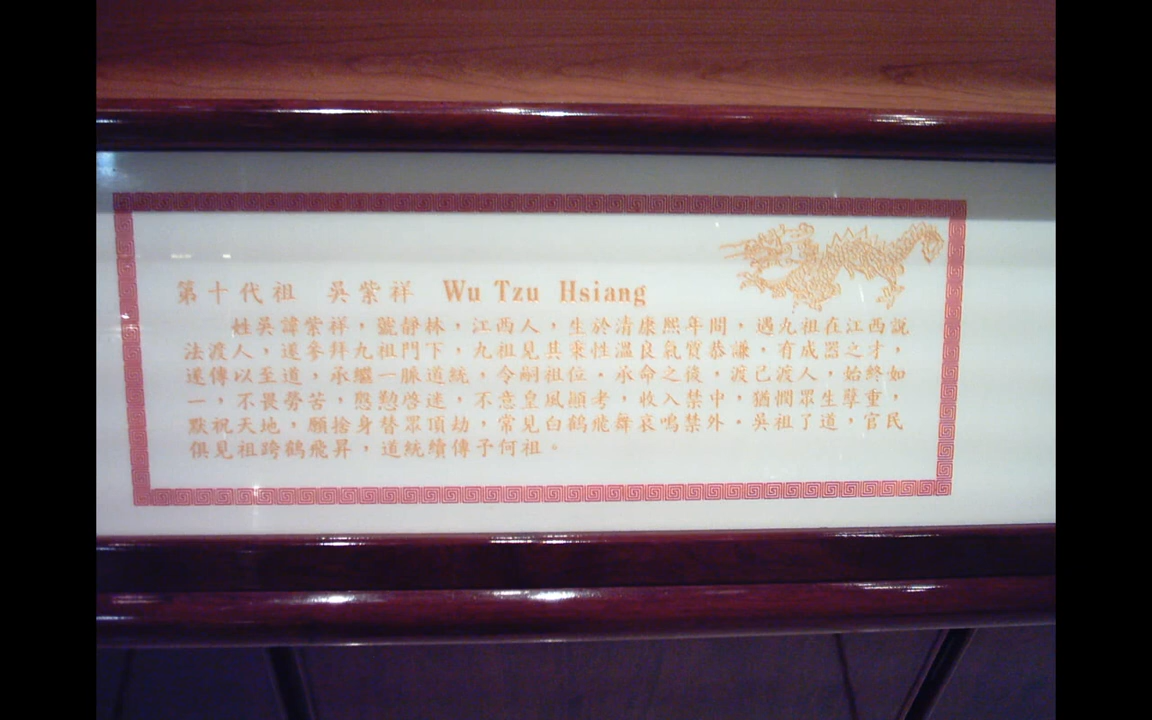 第十代祖 吳紫祥 Wu Tzu Hsiang
姓吳諱紫祥，號靜林，江西人，生於清康熙年間，遇九祖在江西說
法渡人，遂參拜九祖門下，九祖見其秉性溫良氣質恭謙，有成器之才，
遂傳以至道，承繼一脈道統，令嗣祖位。承命之後，渡己渡人，始終如
一，不畏勞苦，慇懃啓迷，不意皇風顯考，收入禁中，猶憫眾生孽重，
默祝天地，願捨身替眾頂劫，常見白鶴飛舞哀鳴禁外。吳祖了道，官民
俱見祖跨鶴飛昇，道統續傳予何祖。